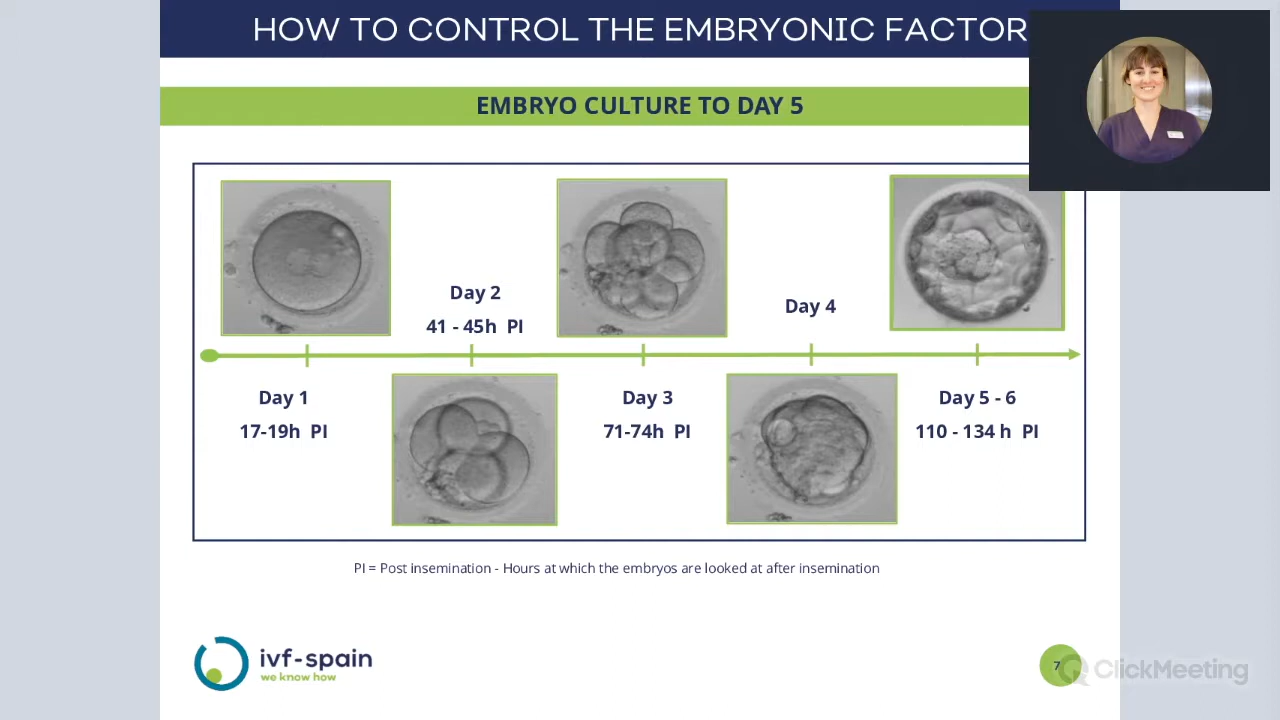 HOW TO CONTROL THE EMBRYONIC FACTOR
EMBRYO CULTURE TO DAY 5
Day 2
41 - 45h PI
Day 4
Day 1
17-19h PI
Day 3
71-74h PI
Day 5 - 6
110 - 134 h PI
PI = Post insemination - Hours at which the embryos are looked at after insemination
ivf-spain
we know how
7
ClickMeeting